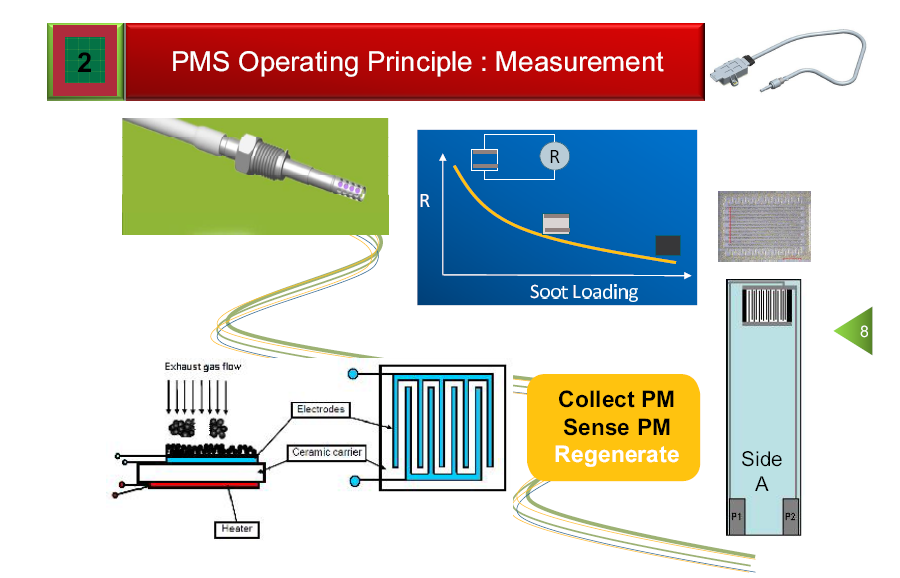 2
PMS Operating Principle : Measurement
R
R
Soot Loading
8
Exhaust gas flow
Electrodes
Ceramic carrier
Heater
Collect PM
Sense PM
Regenerate
Side
A
P1
P2